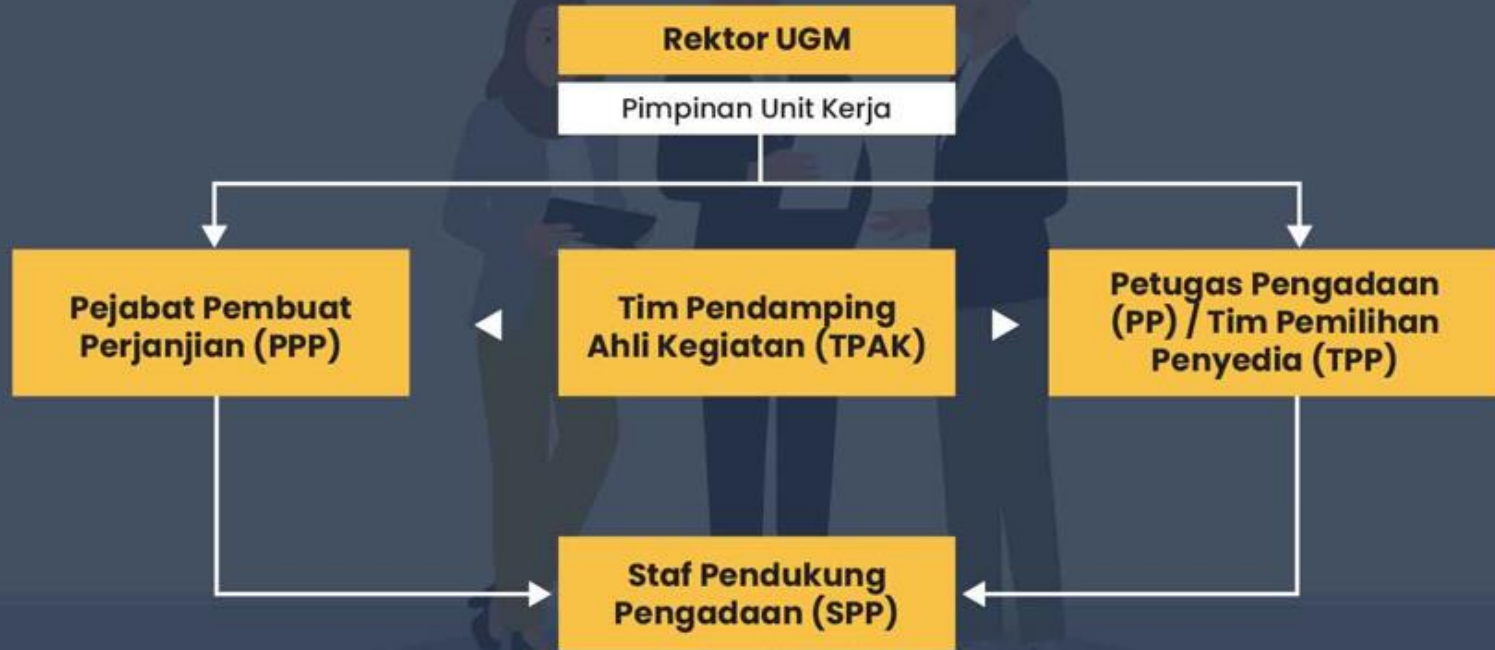 Rektor UGM
Pimpinan Unit Kerja
Pejabat Pembuat
Perjanjian (PPP)
Tim Pendamping
Ahli Kegiatan (TPAK)
Petugas Pengadaan
(PP) / Tim Pemilihan
Penyedia (TPP)
Staf Pendukung
Pengadaan (SPP)